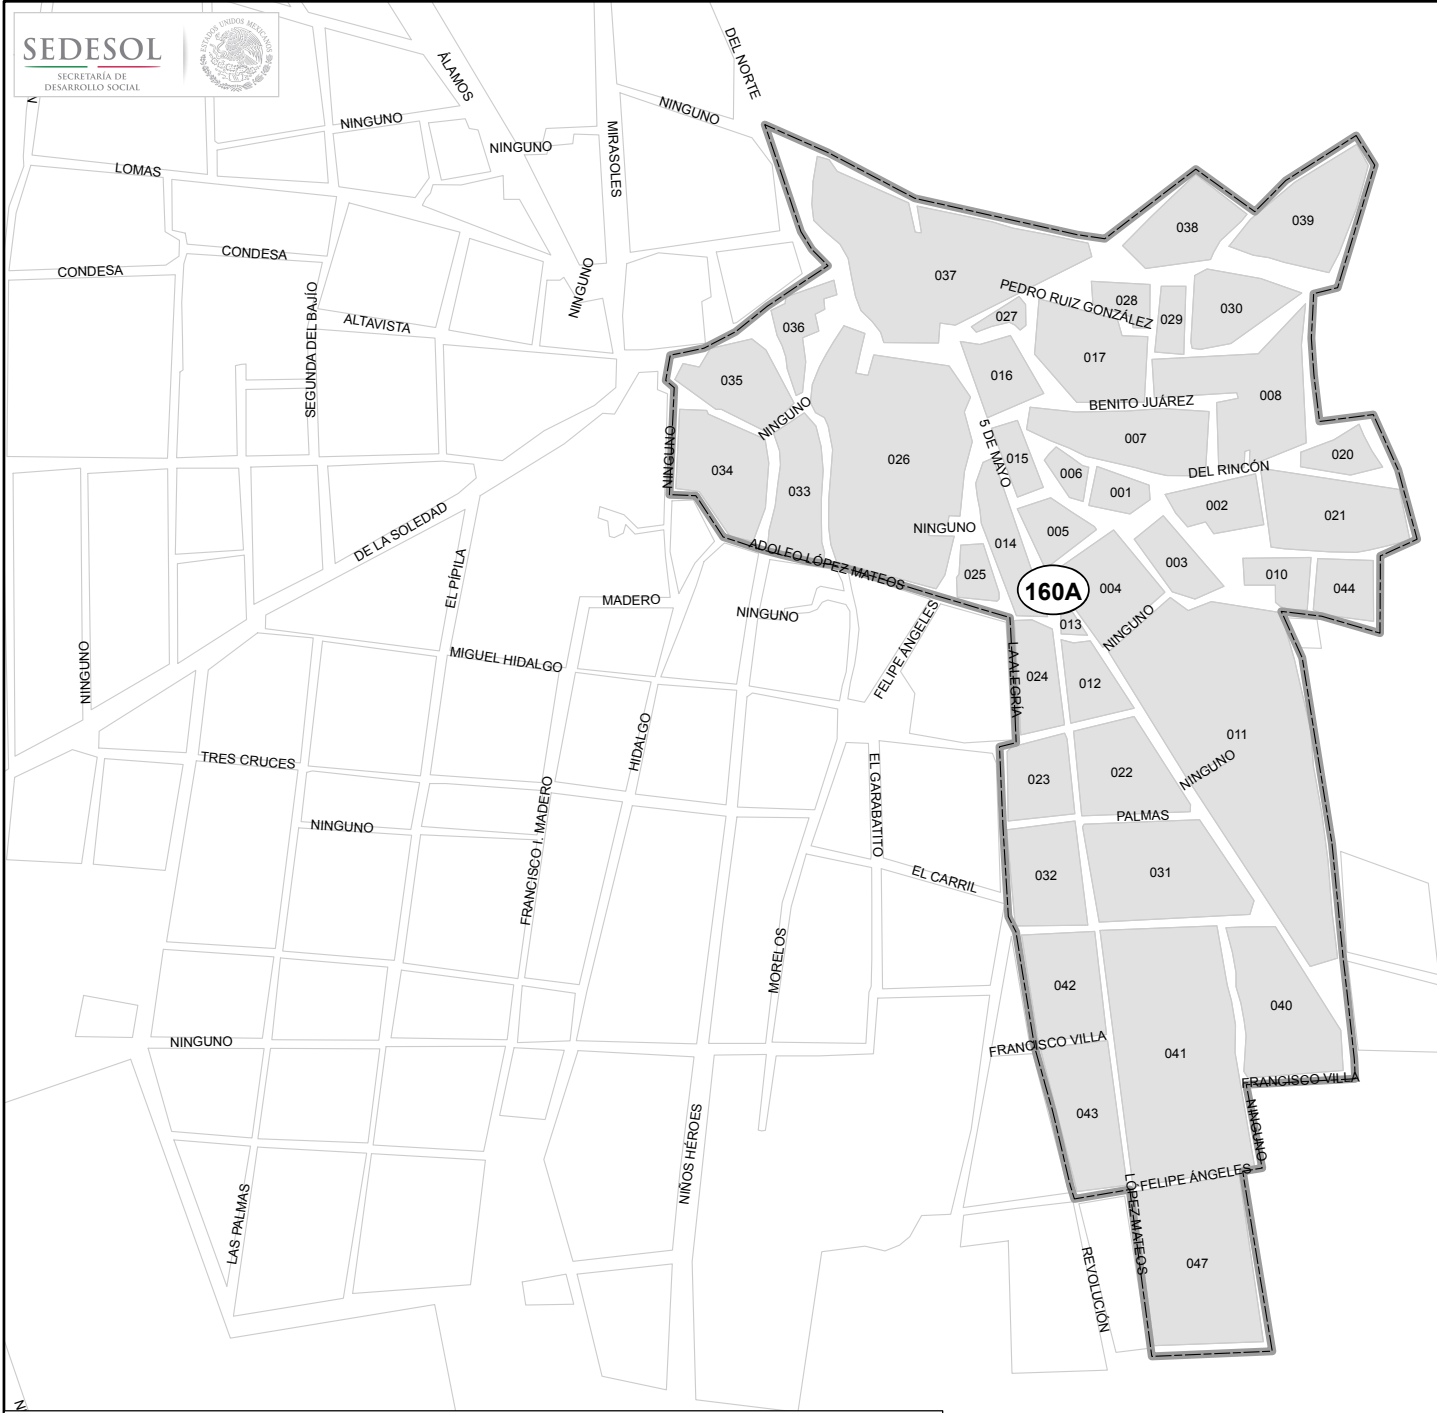 SEDESOL
SECRETARÍA DE
DESARROLLO SOCIAL
ESTADOS UNIDOS MEXICANOS
ÁLAMOS
DEL NORTE
NINGUNO
NINGUNO
NINGUNO
MIRASOLES
LOMAS
CONDESA
CONDESA
NINGUNO
SEGUNDA DEL BAJÍO
ALTAVISTA
038
039
037
PEDRO RUIZ GONZÁLEZ
028
029
030
027
036
017
016
035
BENITO JUÁREZ
008
NINGUNO
007
5 DE MAYO
NINGUNO
034
033
026
015
006
001
DEL RINCÓN
020
002
021
DE LA SOLEDAD
NINGUNO
005
014
003
ADOLFO LÓPEZ MATEOS
025
160A
004
010
044
EL PÍPILA
MADERO
NINGUNO
FELIPE ÁNGELES
013
NINGUNO
NINGUNO
MIGUEL HIDALGO
LA ALEGRÍA
024
012
HIDALGO
011
TRES CRUCES
023
022
NINGUNO
NINGUNO
FRANCISCO I. MADERO
EL GARABATITO
PALMAS
EL CARRIL
032
031
MORELOS
042
040
NINGUNO
FRANCISCO VILLA
041
FRANCISCO VILLA
043
NINGUNO
NIÑOS HÉROES
FELIPE ÁNGELES
LÓPEZ MATEOS
LAS PALMAS
REVOLUCIÓN
047